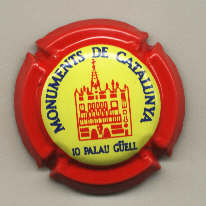 MONUMENTS DE CATALUNYA
10 PALAU GÜELL